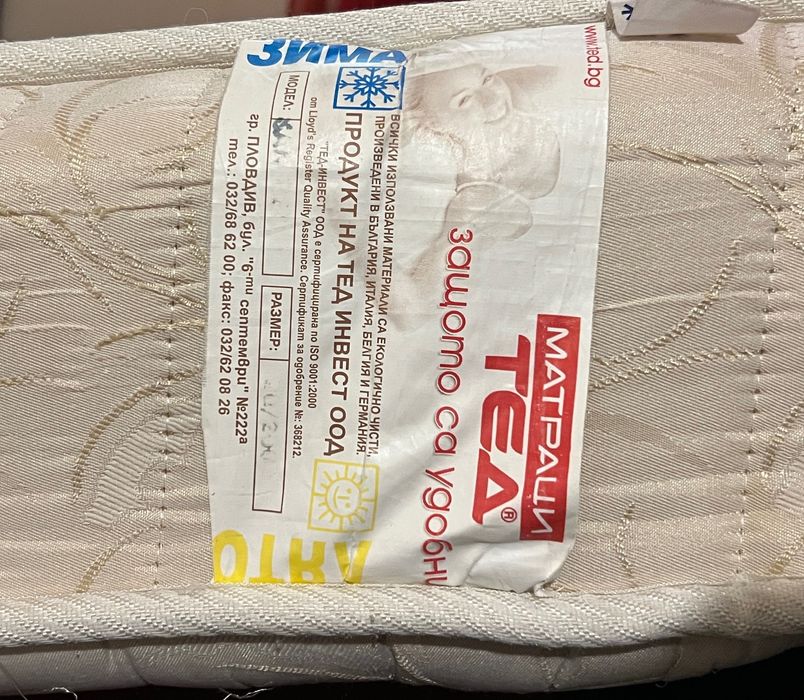 www.ted.bg
МАТРАЦИ
ТЕД®
защото са удобни
ВСИЧКИ ИЗПОЛЗВАНИ МАТЕРИАЛИ СА ЕКОЛОГИЧНО ЧИСТИ,
ПРОИЗВЕДЕНИ В БЪЛГАРИЯ, ИТАЛИЯ, БЕЛГИЯ И ГЕРМАНИЯ.
ЗИМА
ПРОДУКТ НА ТЕД ИНВЕСТ ООД
ЛЯТО
"ТЕД-ИНВЕСТ" ООД е сертифицирана по ISO 9001:2000
от Lloyd's Register Quality Assurance. Сертификат за одобрение №: 368212.
МОДЕЛ:
РАЗМЕР:
гр. ПЛОВДИВ, бул. "6-ти септември" №222а
тел.: 032/68 62 00; факс: 032/62 08 26